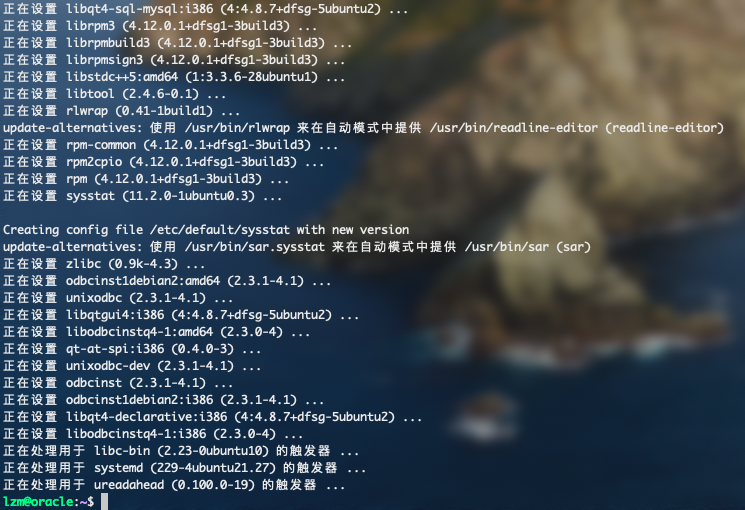 正在设置 libqt4-sql-mysql:i386 (4:4.8.7+dfsg-5ubuntu2) ...
正在设置 librpm3 (4.12.0.1+dfsg1-3build3) ...
正在设置 librpmbuild3 (4.12.0.1+dfsg1-3build3) ...
正在设置 librpmsign3 (4.12.0.1+dfsg1-3build3) ...
正在设置 libstdc++5:amd64 (1:3.3.6-28ubuntu1) ...
正在设置 libtool (2.4.6-0.1) ...
正在设置 rlwrap (0.41-1build1) ...
update-alternatives: 使用 /usr/bin/rlwrap 来在自动模式中提供 /usr/bin/readline-editor (readline-editor)
正在设置 rpm-common (4.12.0.1+dfsg1-3build3) ...
正在设置 rpm2cpio (4.12.0.1+dfsg1-3build3) ...
正在设置 rpm (4.12.0.1+dfsg1-3build3) ...
正在设置 sysstat (11.2.0-1ubuntu0.3) ...
Creating config file /etc/default/sysstat with new version
update-alternatives: 使用 /usr/bin/sar.sysstat 来在自动模式中提供 /usr/bin/sar (sar)
正在设置 zlibc (0.9k-4.3) ...
正在设置 odbcinst1debian2:amd64 (2.3.1-4.1) ...
正在设置 unixodbc (2.3.1-4.1) ...
正在设置 libqtgui4:i386 (4:4.8.7+dfsg-5ubuntu2) ...
正在设置 libodbcinstq4-1:amd64 (2.3.0-4) ...
正在设置 qt-at-spi:i386 (0.4.0-3) ...
正在设置 unixodbc-dev (2.3.1-4.1) ...
正在设置 odbcinst (2.3.1-4.1) ...
正在设置 odbcinst1debian2:i386 (2.3.1-4.1) ...
正在设置 libqt4-declarative:i386 (4:4.8.7+dfsg-5ubuntu2) ...
正在设置 libodbcinstq4-1:i386 (2.3.0-4) ...
正在处理用于 libc-bin (2.23-0ubuntu10) 的触发器 ...
正在处理用于 systemd (229-4ubuntu21.27) 的触发器 ...
正在处理用于 ureadahead (0.100.0-19) 的触发器 ...
lzm@oracle:~$